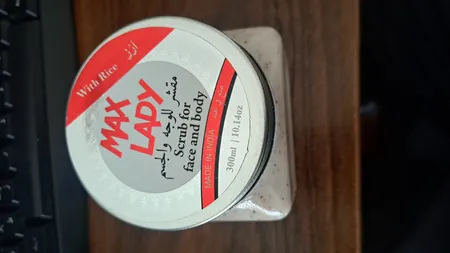 With Rice أرز
MAX
LADY
مقشر للوجه والجسم
Scrub for
face and body
MADE IN INDIA
300ml | 10.14oz